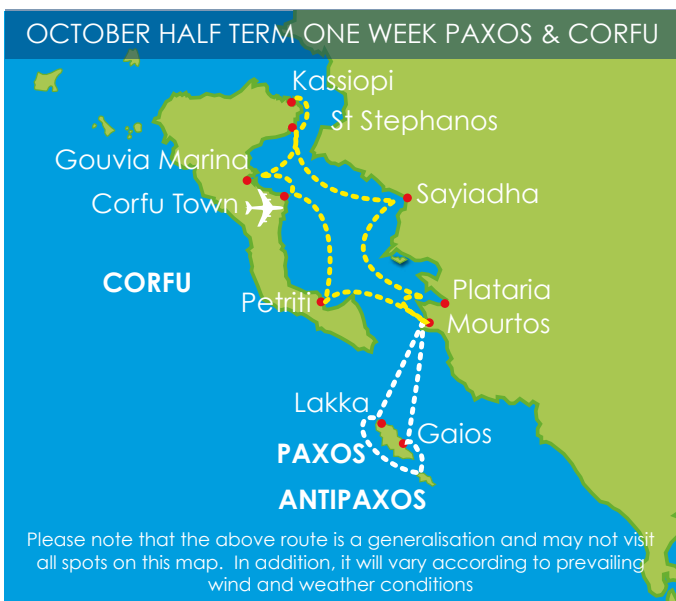 OCTOBER HALF TERM ONE WEEK PAXOS & CORFU
Kassiopi
St Stephanos
Gouvia Marina
Sayiadha
Corfu Town
CORFU
Petriti
Plataria
Mourtos
Lakka
Gaios
PAXOS
ANTIPAXOS
Please note that the above route is a generalisation and may not visit
all spots on this map.  In addition, it will vary according to prevailing
wind and weather conditions